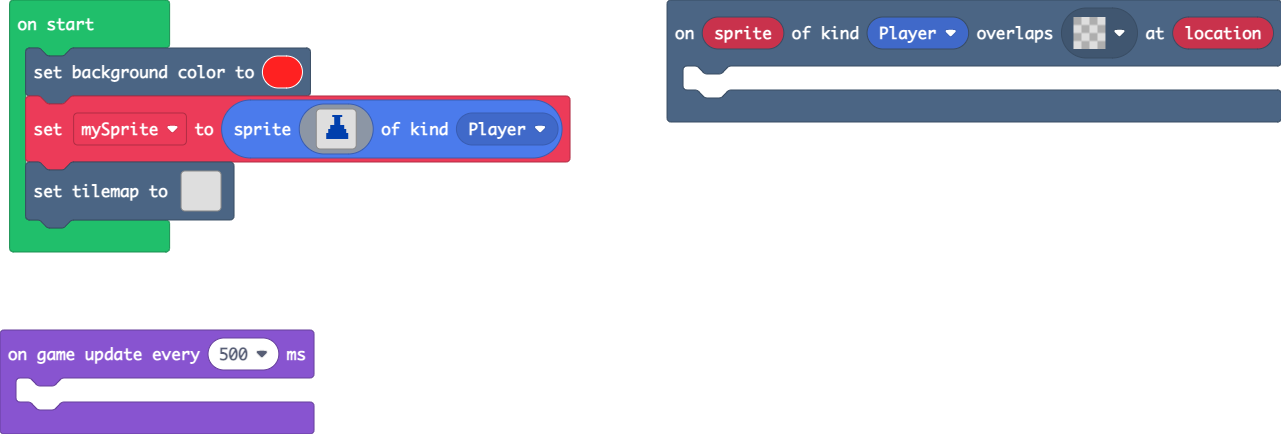 on start
set background color to
set mySprite to sprite of kind Player
set tilemap to
on sprite of kind Player overlaps at location
on game update every 500 ms